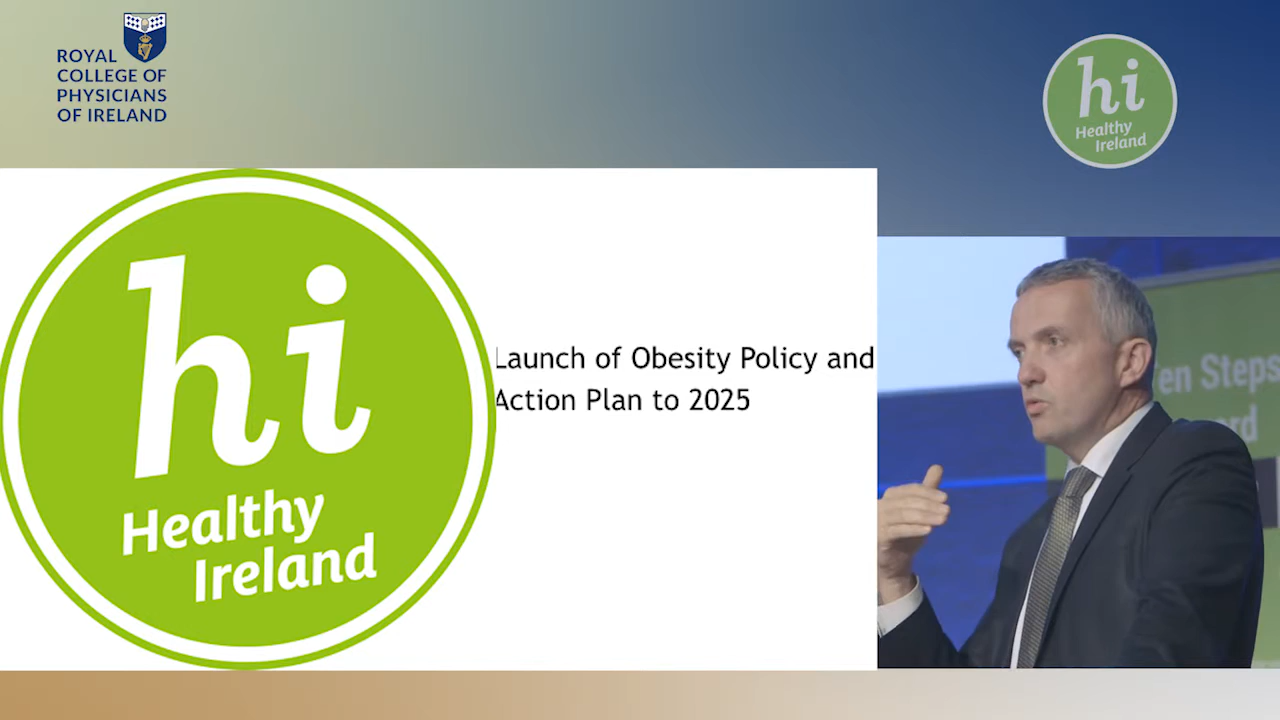 ROYAL
COLLEGE OF
PHYSICIANS
OF IRELAND
hi
Healthy
Ireland
hi
Healthy
Ireland
Launch of Obesity Policy and
Action Plan to 2025
Steps